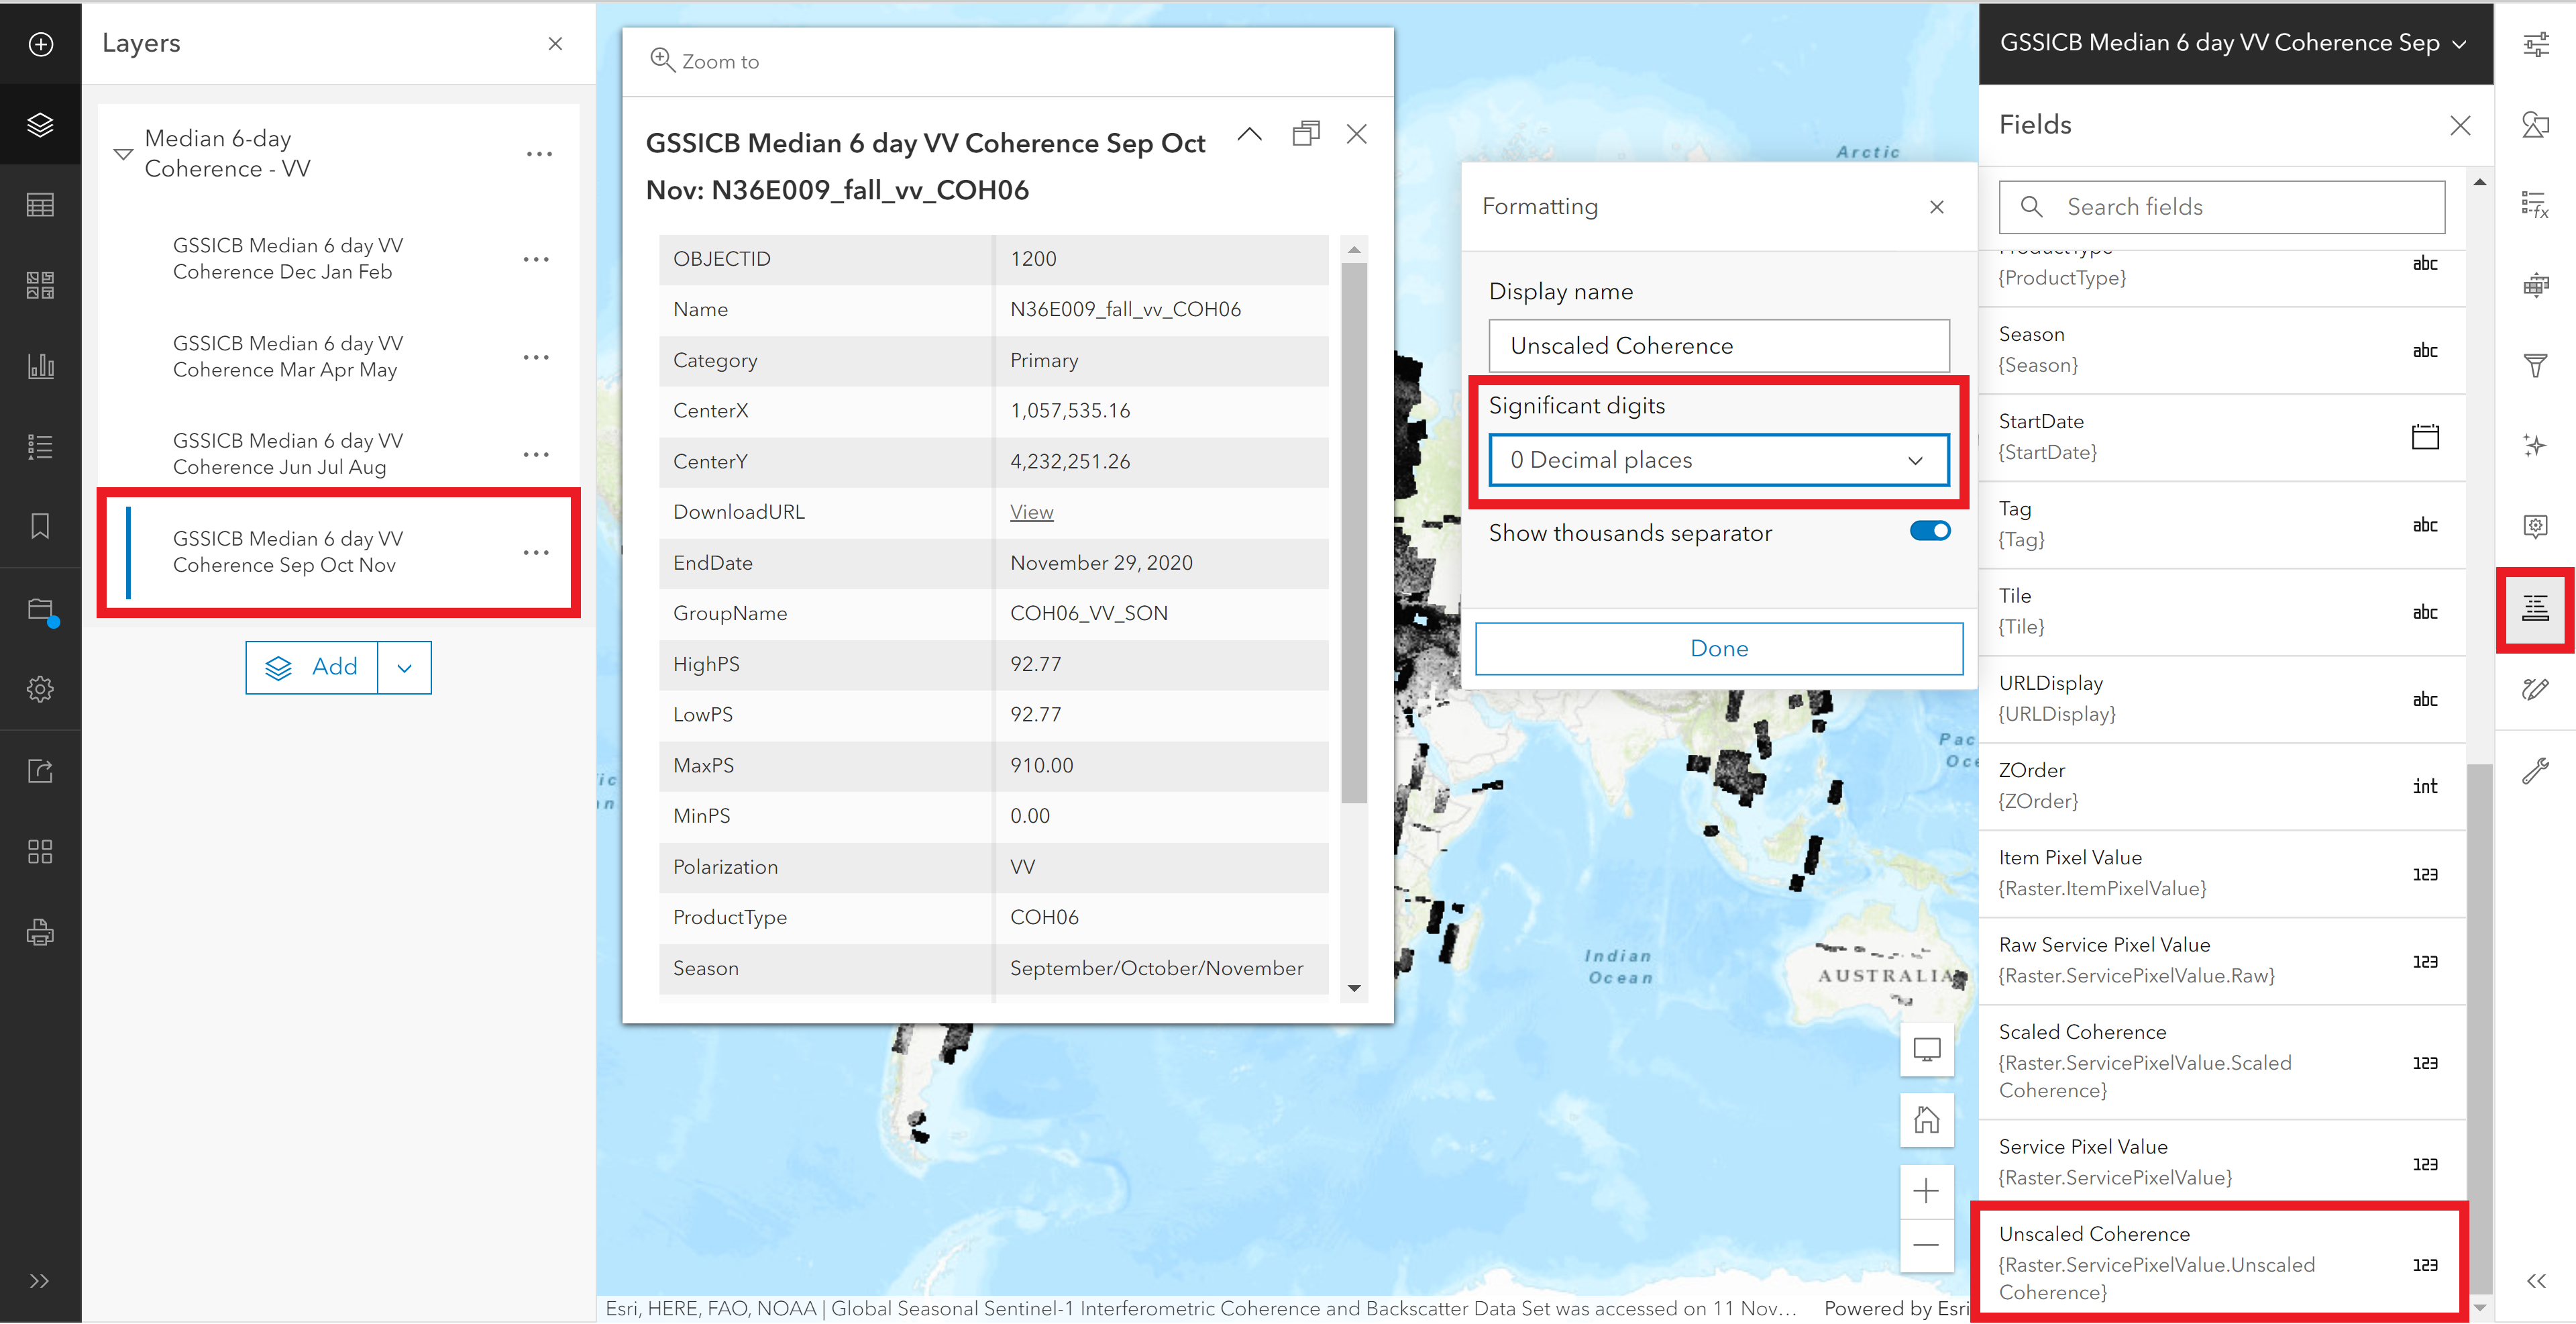 Layers
Median 6-day
Coherence - VV
GSSICB Median 6 day VV
Coherence Dec Jan Feb
GSSICB Median 6 day VV
Coherence Mar Apr May
GSSICB Median 6 day VV
Coherence Jun Jul Aug
GSSICB Median 6 day VV
Coherence Sep Oct Nov
Add
Zoom to
GSSICB Median 6 day VV Coherence Sep Oct
Nov: N36E009_fall_vv_COH06
OBJECTID 1200
Name N36E009_fall_vv_COH06
Category Primary
CenterX 1,057,535.16
CenterY 4,232,251.26
DownloadURL View
EndDate November 29, 2020
GroupName COH06_VV_SON
HighPS 92.77
LowPS 92.77
MaxPS 910.00
MinPS 0.00
Polarization VV
ProductType COH06
Season September/October/November
Arctic
Indian
Ocean
AUSTRALIA
Esri, HERE, FAO, NOAA | Global Seasonal Sentinel-1 Interferometric Coherence and Backscatter Data Set was accessed on 11 Nov...
Powered by Esri
Formatting
Display name
Unscaled Coherence
Significant digits
0 Decimal places
Show thousands separator
Done
GSSICB Median 6 day VV Coherence Sep
Fields
Search fields
ProductType
{ProductType}
abc
Season
{Season}
abc
StartDate
{StartDate}
Tag
{Tag}
abc
Tile
{Tile}
abc
URLDisplay
{URLDisplay}
abc
ZOrder
{ZOrder}
int
Item Pixel Value
{Raster.ItemPixelValue}
123
Raw Service Pixel Value
{Raster.ServicePixelValue.Raw}
123
Scaled Coherence
{Raster.ServicePixelValue.Scaled
Coherence}
123
Service Pixel Value
{Raster.ServicePixelValue}
123
Unscaled Coherence
{Raster.ServicePixelValue.Unscaled
Coherence}
123
fx